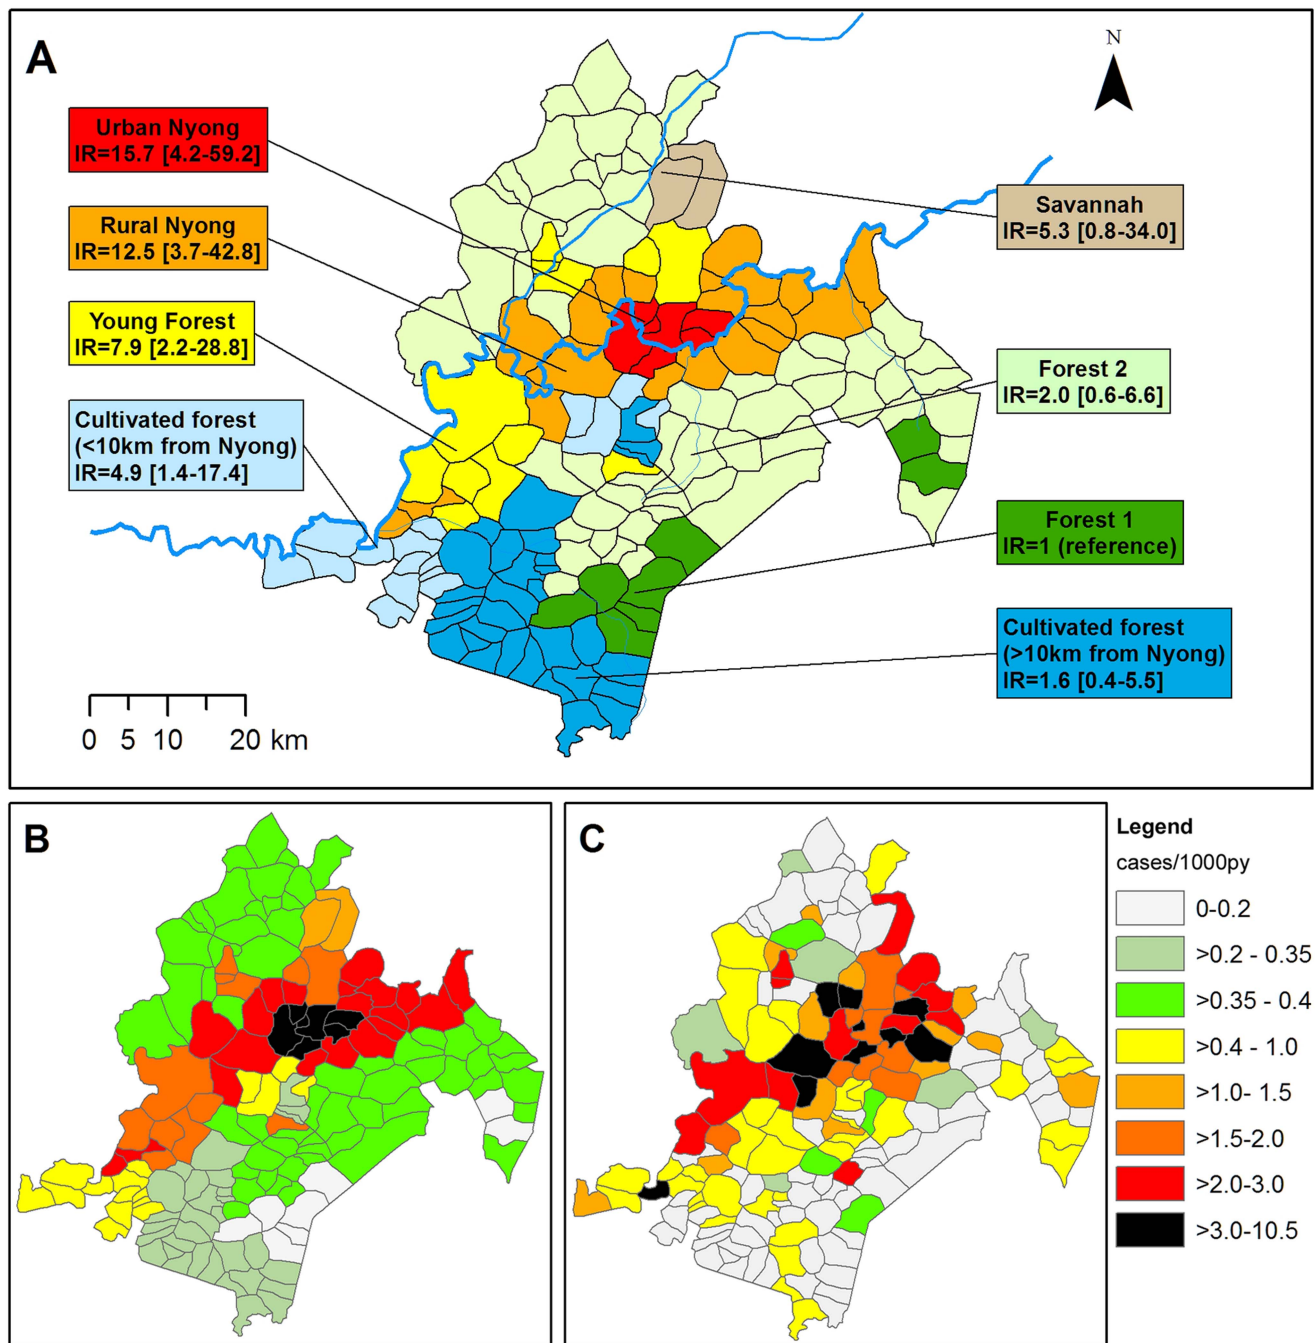 A
N
Urban Nyong
IR=15.7 [4.2-59.2]
Rural Nyong
IR=12.5 [3.7-42.8]
Young Forest
IR=7.9 [2.2-28.8]
Cultivated forest
(<10km from Nyong)
IR=4.9 [1.4-17.4]
Savannah
IR=5.3 [0.8-34.0]
Forest 2
IR=2.0 [0.6-6.6]
Forest 1
IR=1 (reference)
Cultivated forest
(>10km from Nyong)
IR=1.6 [0.4-5.5]
0 5 10 20 km
B
C
Legend
cases/1000py
0-0.2
>0.2 - 0.35
>0.35 - 0.4
>0.4 - 1.0
>1.0- 1.5
>1.5-2.0
>2.0-3.0
>3.0-10.5